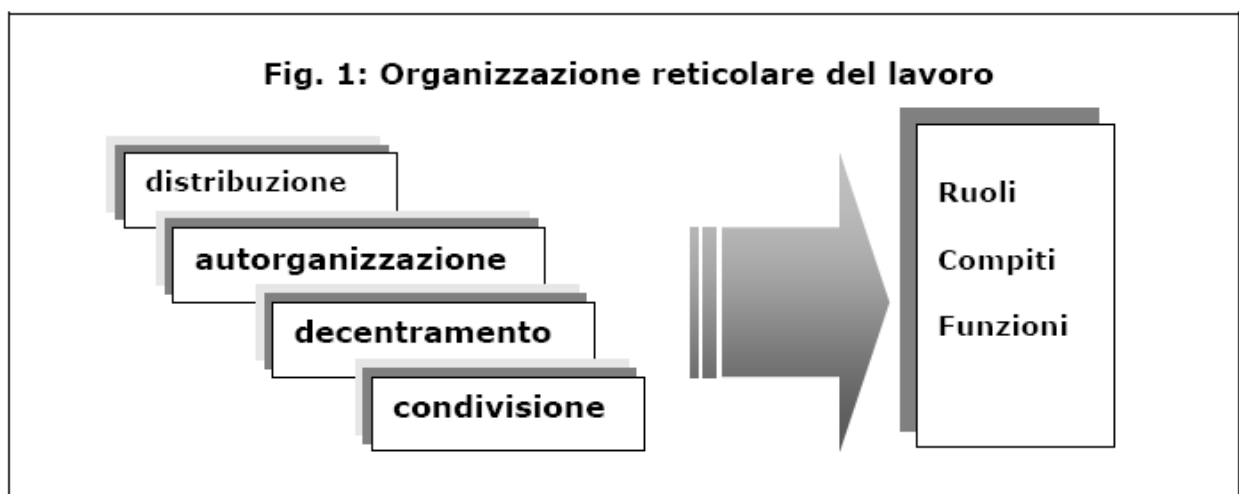 Fig. 1: Organizzazione reticolare del lavoro
distribuzione
autorganizzazione
decentramento
condivisione
Ruoli
Compiti
Funzioni